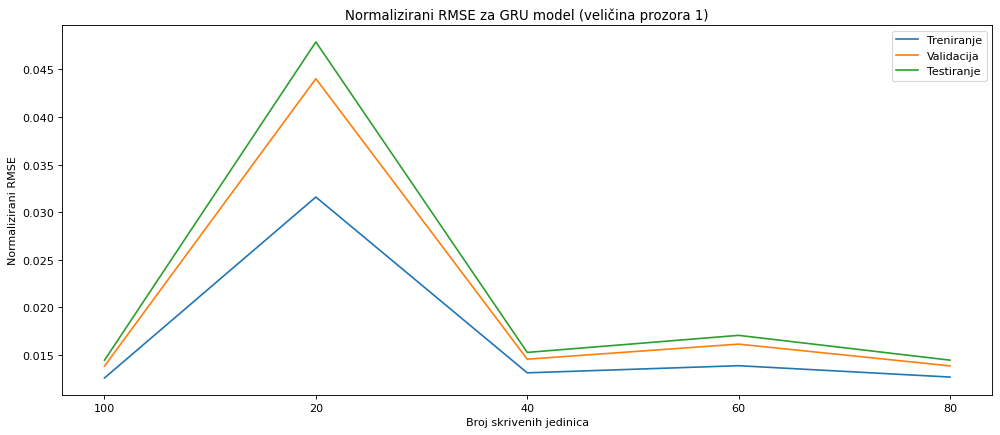 Normalizirani RMSE za GRU model (veličina prozora 1)
Treniranje
Validacija
Testiranje
Normalizirani RMSE
0.045
0.040
0.035
0.030
0.025
0.020
0.015
100 20 40 60 80
Broj skrivenih jedinica